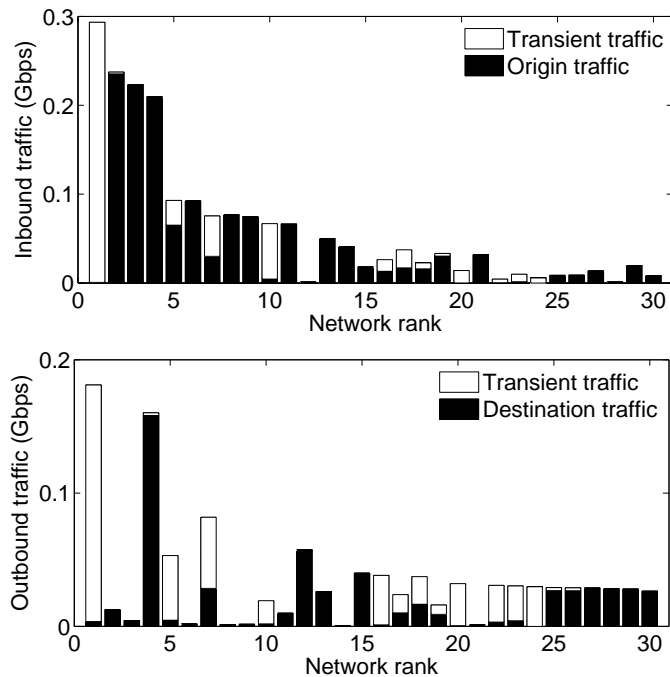 0.3
Transient traffic
Origin traffic
0.2
0.1
0
Inbound traffic (Gbps)
0 5 10 15 20 25 30
Network rank
0.2
Transient traffic
Destination traffic
0.1
0
Outbound traffic (Gbps)
0 5 10 15 20 25 30
Network rank